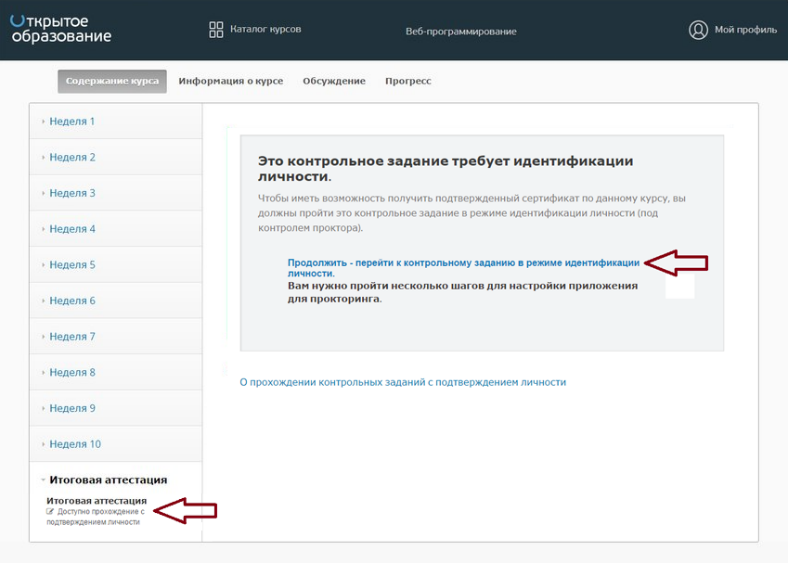 Открытое
образование
Каталог курсов
Веб-программирование
Мой профиль
Содержание курса
Информация о курсе
Обсуждение
Прогресс
Неделя 1
Неделя 2
Неделя 3
Неделя 4
Неделя 5
Неделя 6
Неделя 7
Неделя 8
Неделя 9
Неделя 10
Итоговая аттестация
Итоговая аттестация
Доступно прохождение с
подтверждением личности
Это контрольное задание требует идентификации
личности.
Чтобы иметь возможность получить подтвержденный сертификат по данному курсу, вы
должны пройти это контрольное задание в режиме идентификации личности (под
контролем проктора).
Продолжить - перейти к контрольному заданию в режиме идентификации
личности.
Вам нужно пройти несколько шагов для настройки приложения
для прокторинга.
О прохождении контрольных заданий с подтверждением личности